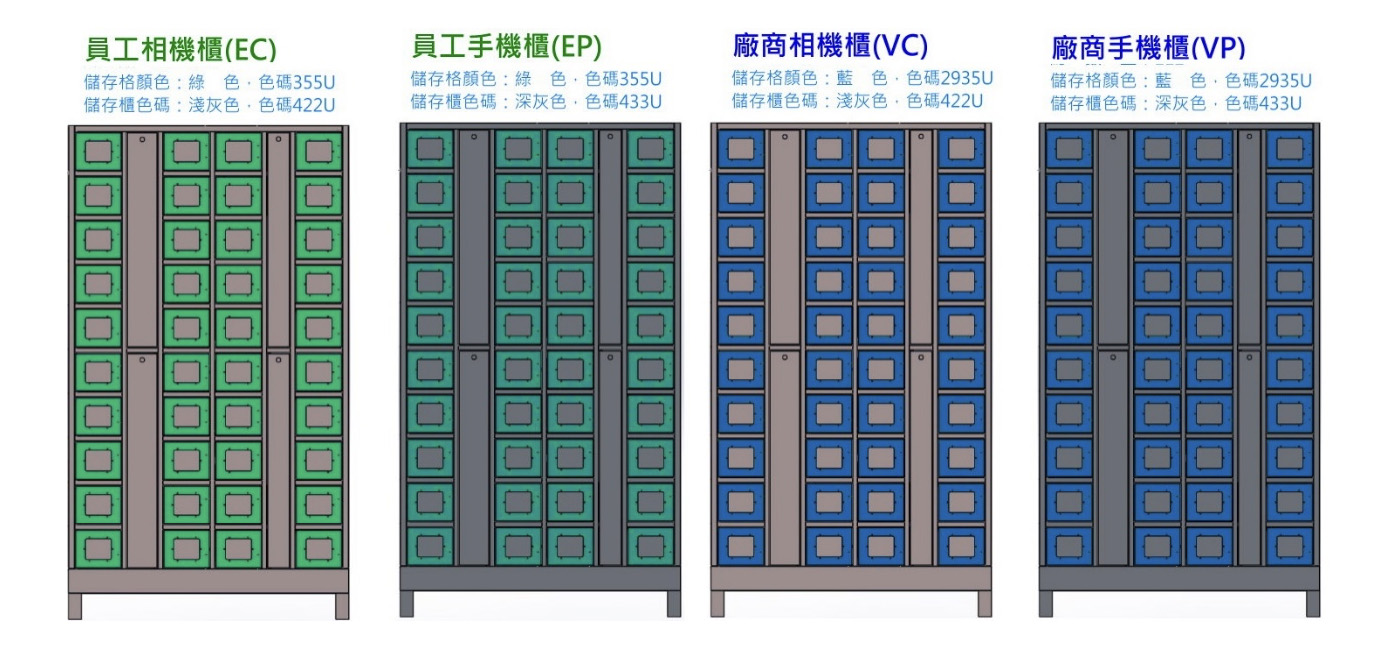 員工相機櫃(EC)
儲存格顏色：綠　色，色碼355U
儲存櫃色碼：淺灰色，色碼422U
員工手機櫃(EP)
儲存格顏色：綠　色，色碼355U
儲存櫃色碼：深灰色，色碼433U
廠商相機櫃(VC)
儲存格顏色：藍　色，色碼2935U
儲存櫃色碼：淺灰色，色碼422U
廠商手機櫃(VP)
儲存格顏色：藍　色，色碼2935U
儲存櫃色碼：深灰色，色碼433U